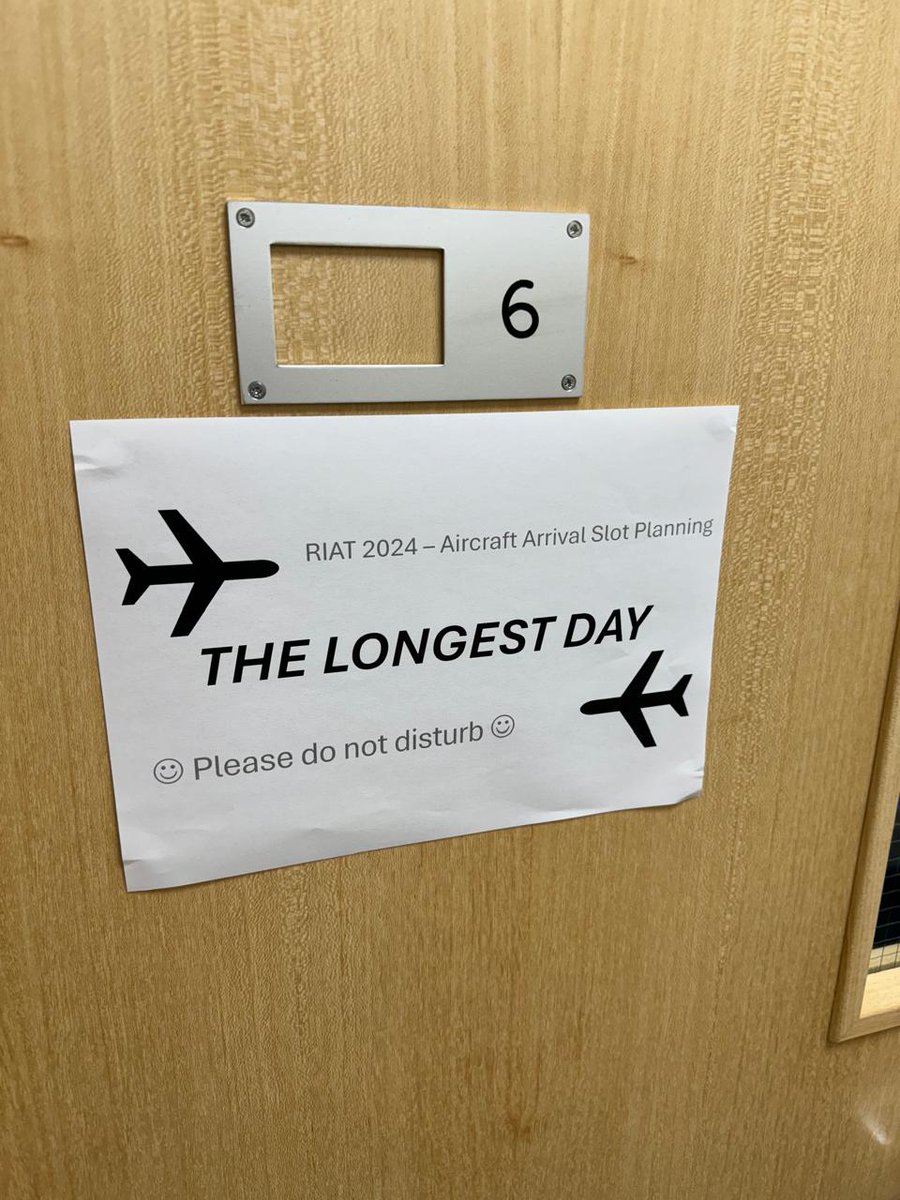 6
RIAT 2024 – Aircraft Arrival Slot Planning
THE LONGEST DAY
☺ Please do not disturb ☺